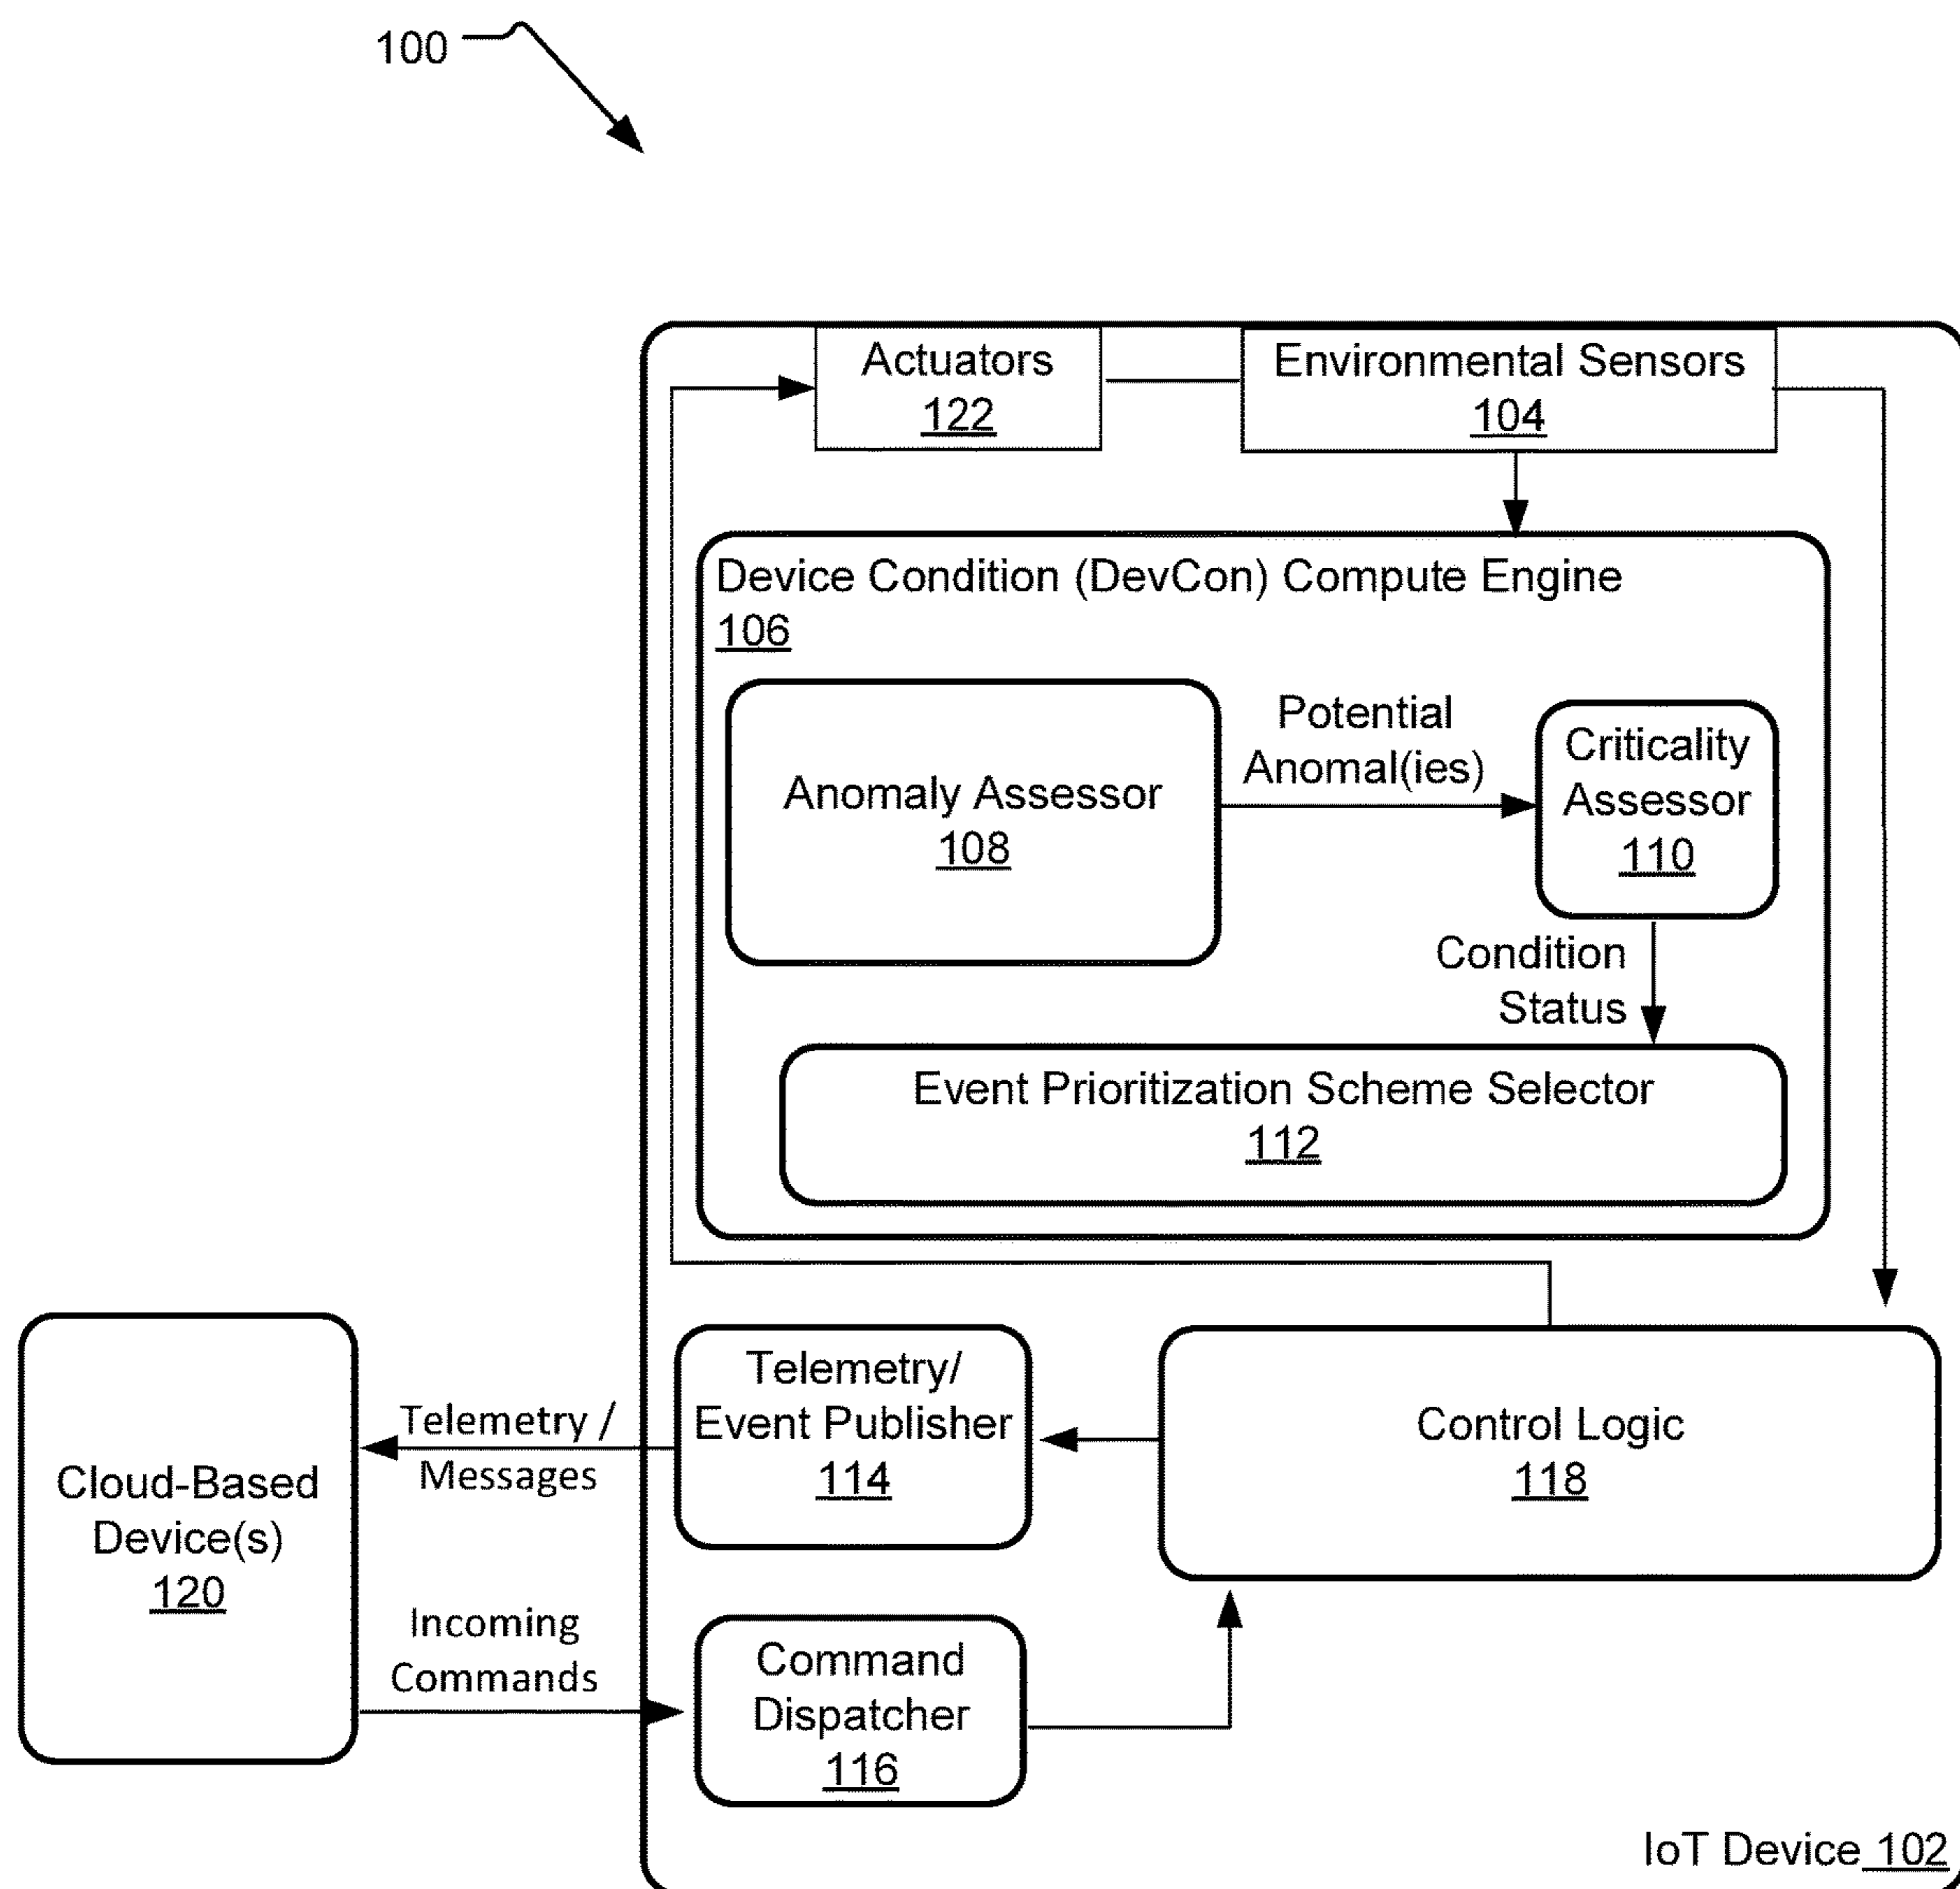 100
Actuators
122
Environmental Sensors
104
Device Condition (DevCon) Compute Engine
106
Anomaly Assessor
108
Potential
Anomal(ies)
Criticality
Assessor
110
Condition
Status
Event Prioritization Scheme Selector
112
Cloud-Based
Device(s)
120
Telemetry /
Messages
Incoming
Commands
Telemetry/
Event Publisher
114
Control Logic
118
Command
Dispatcher
116
IoT Device 102